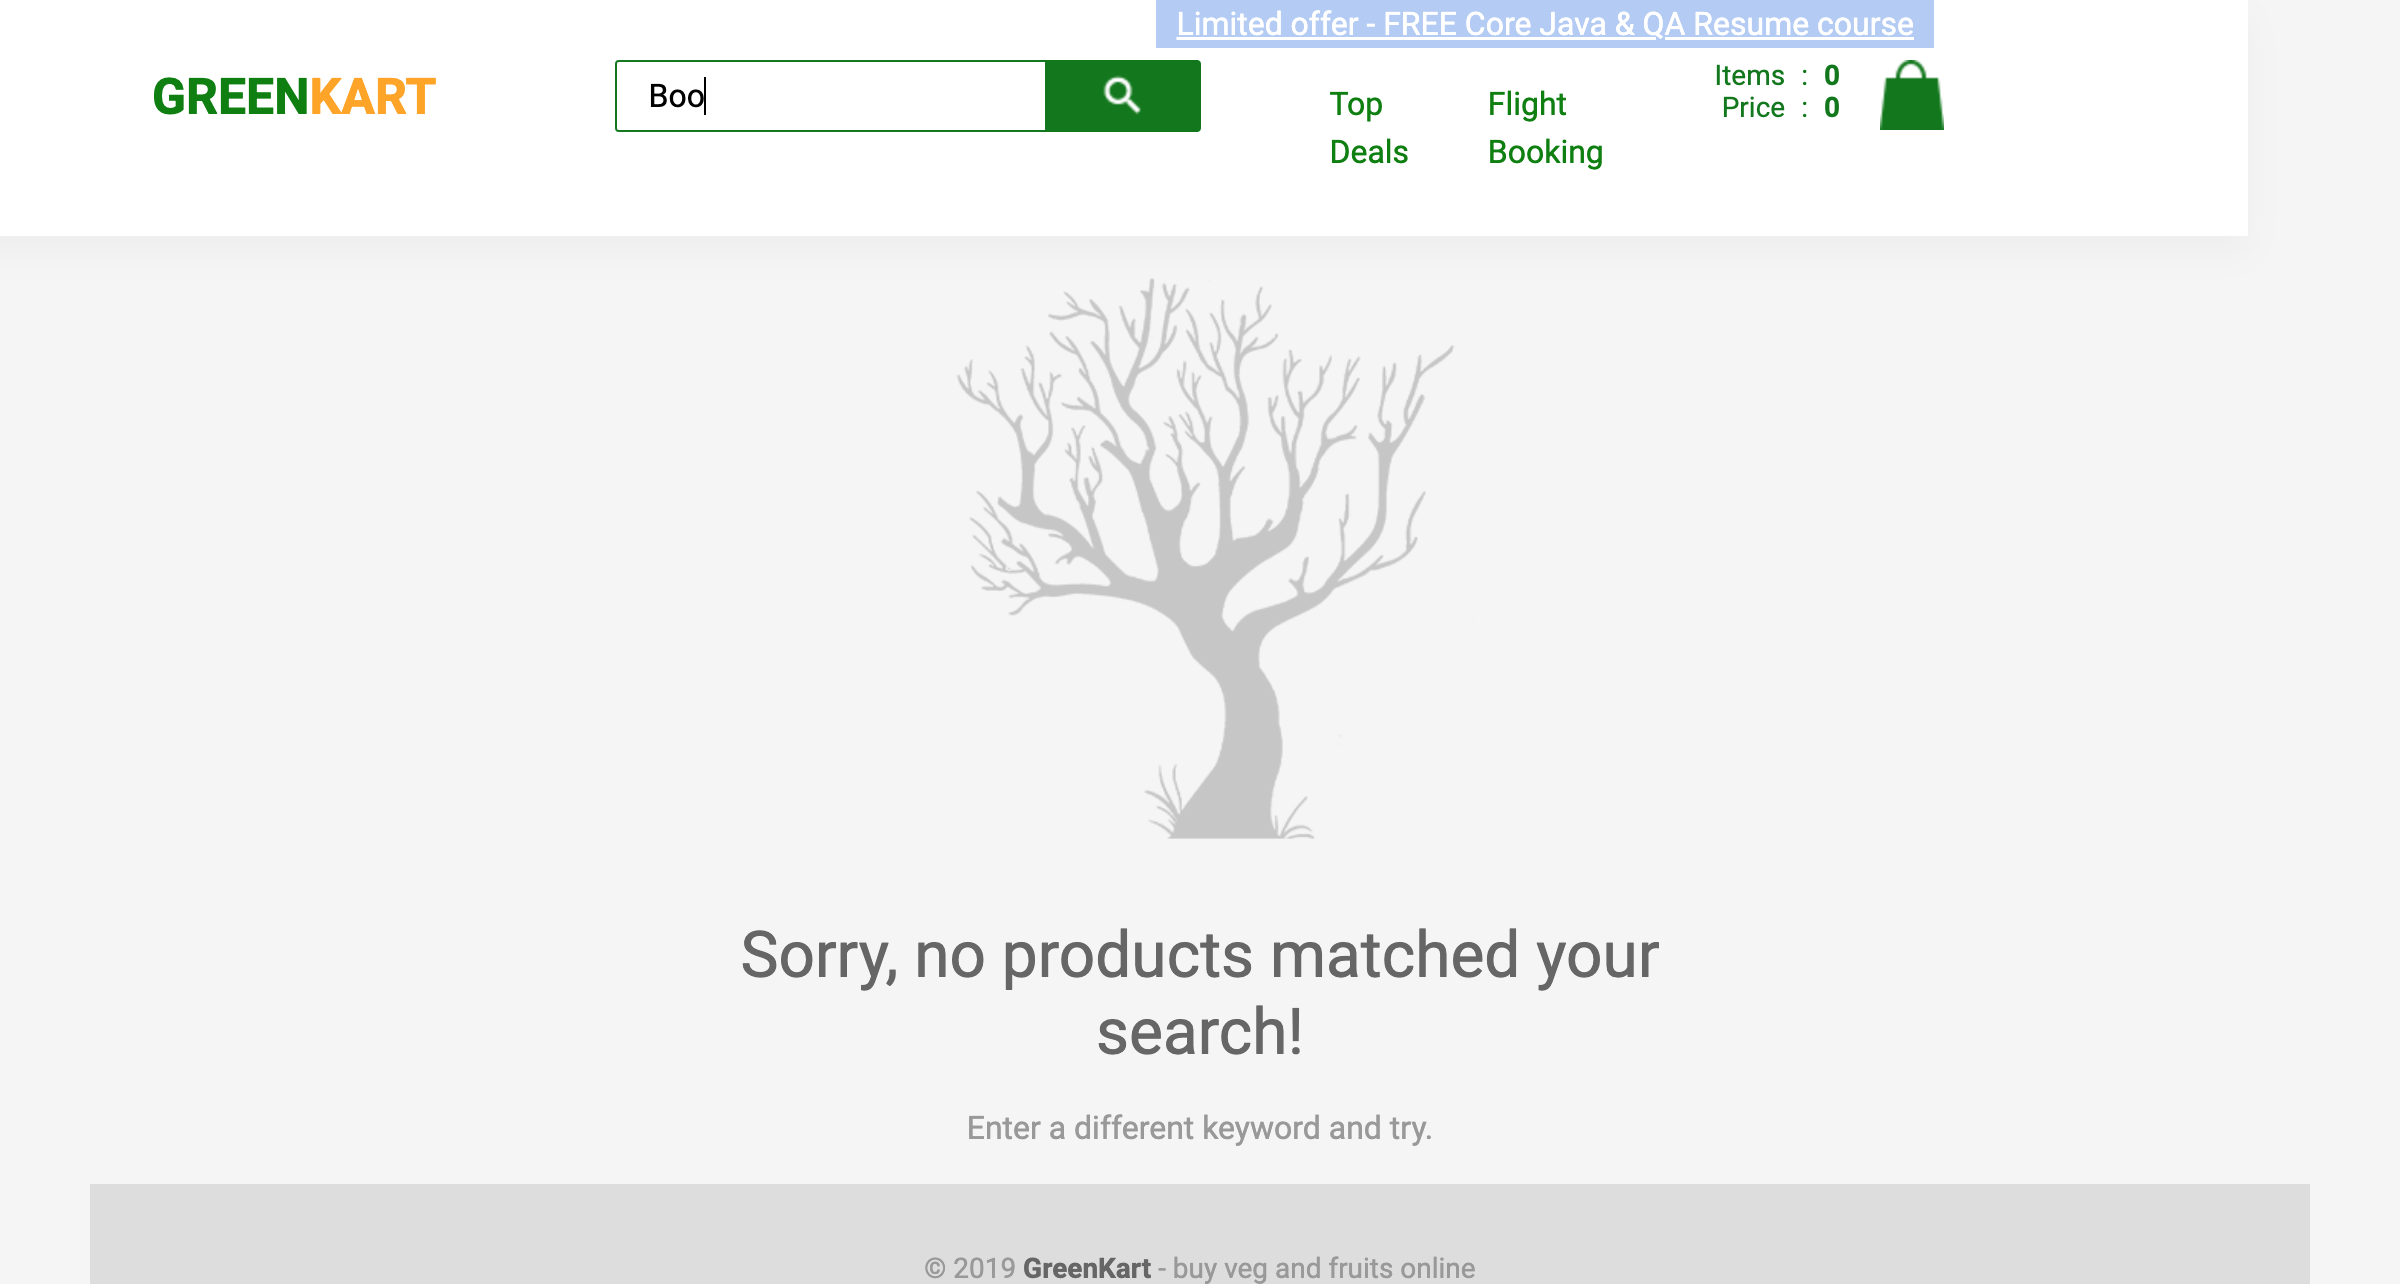 Limited offer - FREE Core Java & QA Resume course
GREENKART
Boo
Top
Deals
Flight
Booking
Items : 0
Price : 0
Sorry, no products matched your
search!
Enter a different keyword and try.
© 2019 GreenKart - buy veg and fruits online